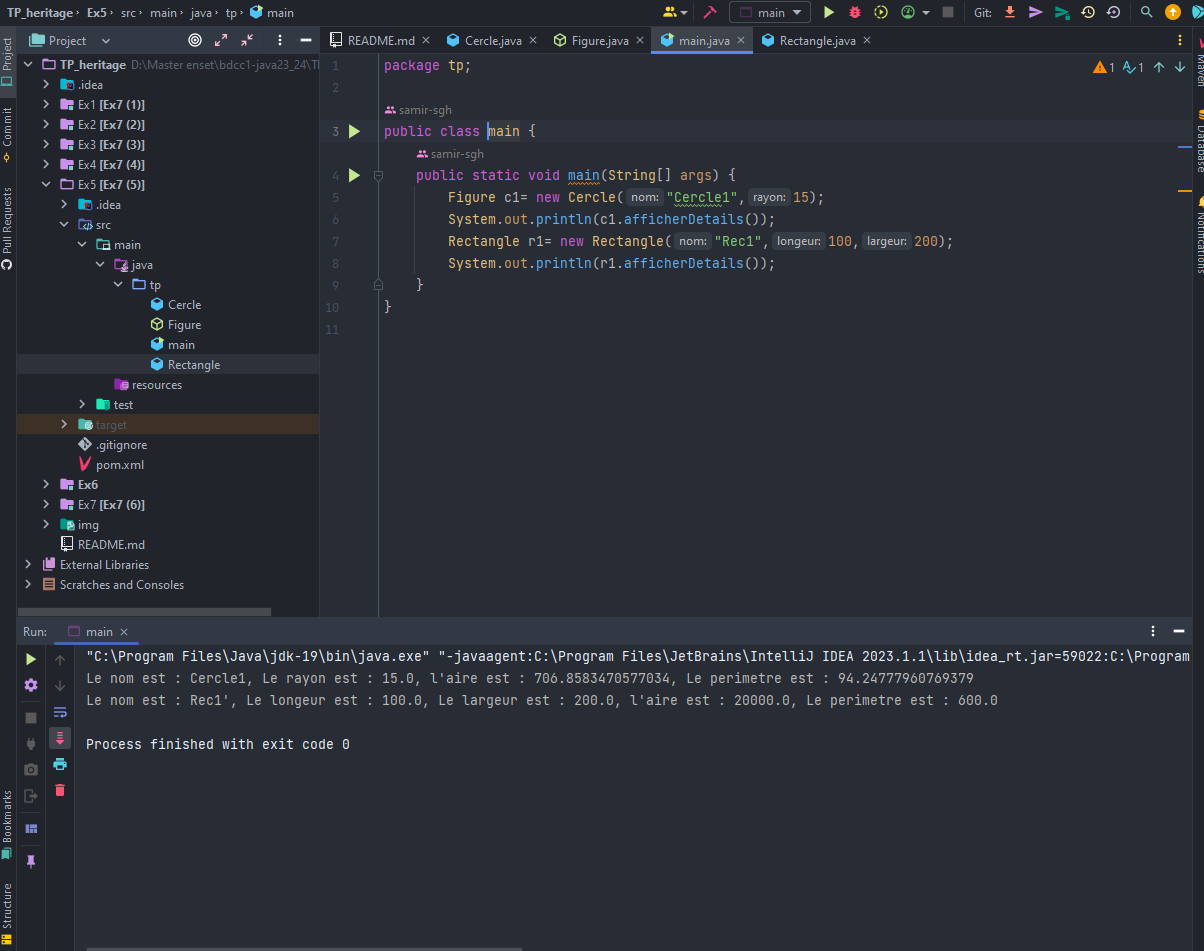 TP_heritage › Ex5 › src › main › java › tp › main
main
Git:
Project
README.md
Cercle.java
Figure.java
main.java
Rectangle.java
TP_heritage D:\Master enset\bdcc1-java23_24\T
.idea
Ex1 [Ex7 (1)]
Ex2 [Ex7 (2)]
Ex3 [Ex7 (3)]
Ex4 [Ex7 (4)]
Ex5 [Ex7 (5)]
.idea
src
main
java
tp
Cercle
Figure
main
Rectangle
resources
test
target
.gitignore
pom.xml
Ex6
Ex7 [Ex7 (6)]
img
README.md
External Libraries
Scratches and Consoles
1 package tp;
2
samir-sgh
3 public class main {
samir-sgh
4 public static void main(String[] args) {
5 Figure c1= new Cercle( nom: "Cercle1", rayon: 15);
6 System.out.println(c1.afficherDetails());
7 Rectangle r1= new Rectangle( nom: "Rec1", longeur: 100, largeur: 200);
8 System.out.println(r1.afficherDetails());
9 }
10 }
11
1 1
Project
Commit
Pull Requests
Bookmarks
Structure
Maven
Database
Notifications
Run: main
"C:\Program Files\Java\jdk-19\bin\java.exe" "-javaagent:C:\Program Files\JetBrains\IntelliJ IDEA 2023.1.1\lib\idea_rt.jar=59022:C:\Program
Le nom est : Cercle1, Le rayon est : 15.0, l'aire est : 706.8583470577034, Le perimetre est : 94.24777960769379
Le nom est : Rec1', Le longeur est : 100.0, Le largeur est : 200.0, l'aire est : 20000.0, Le perimetre est : 600.0
Process finished with exit code 0